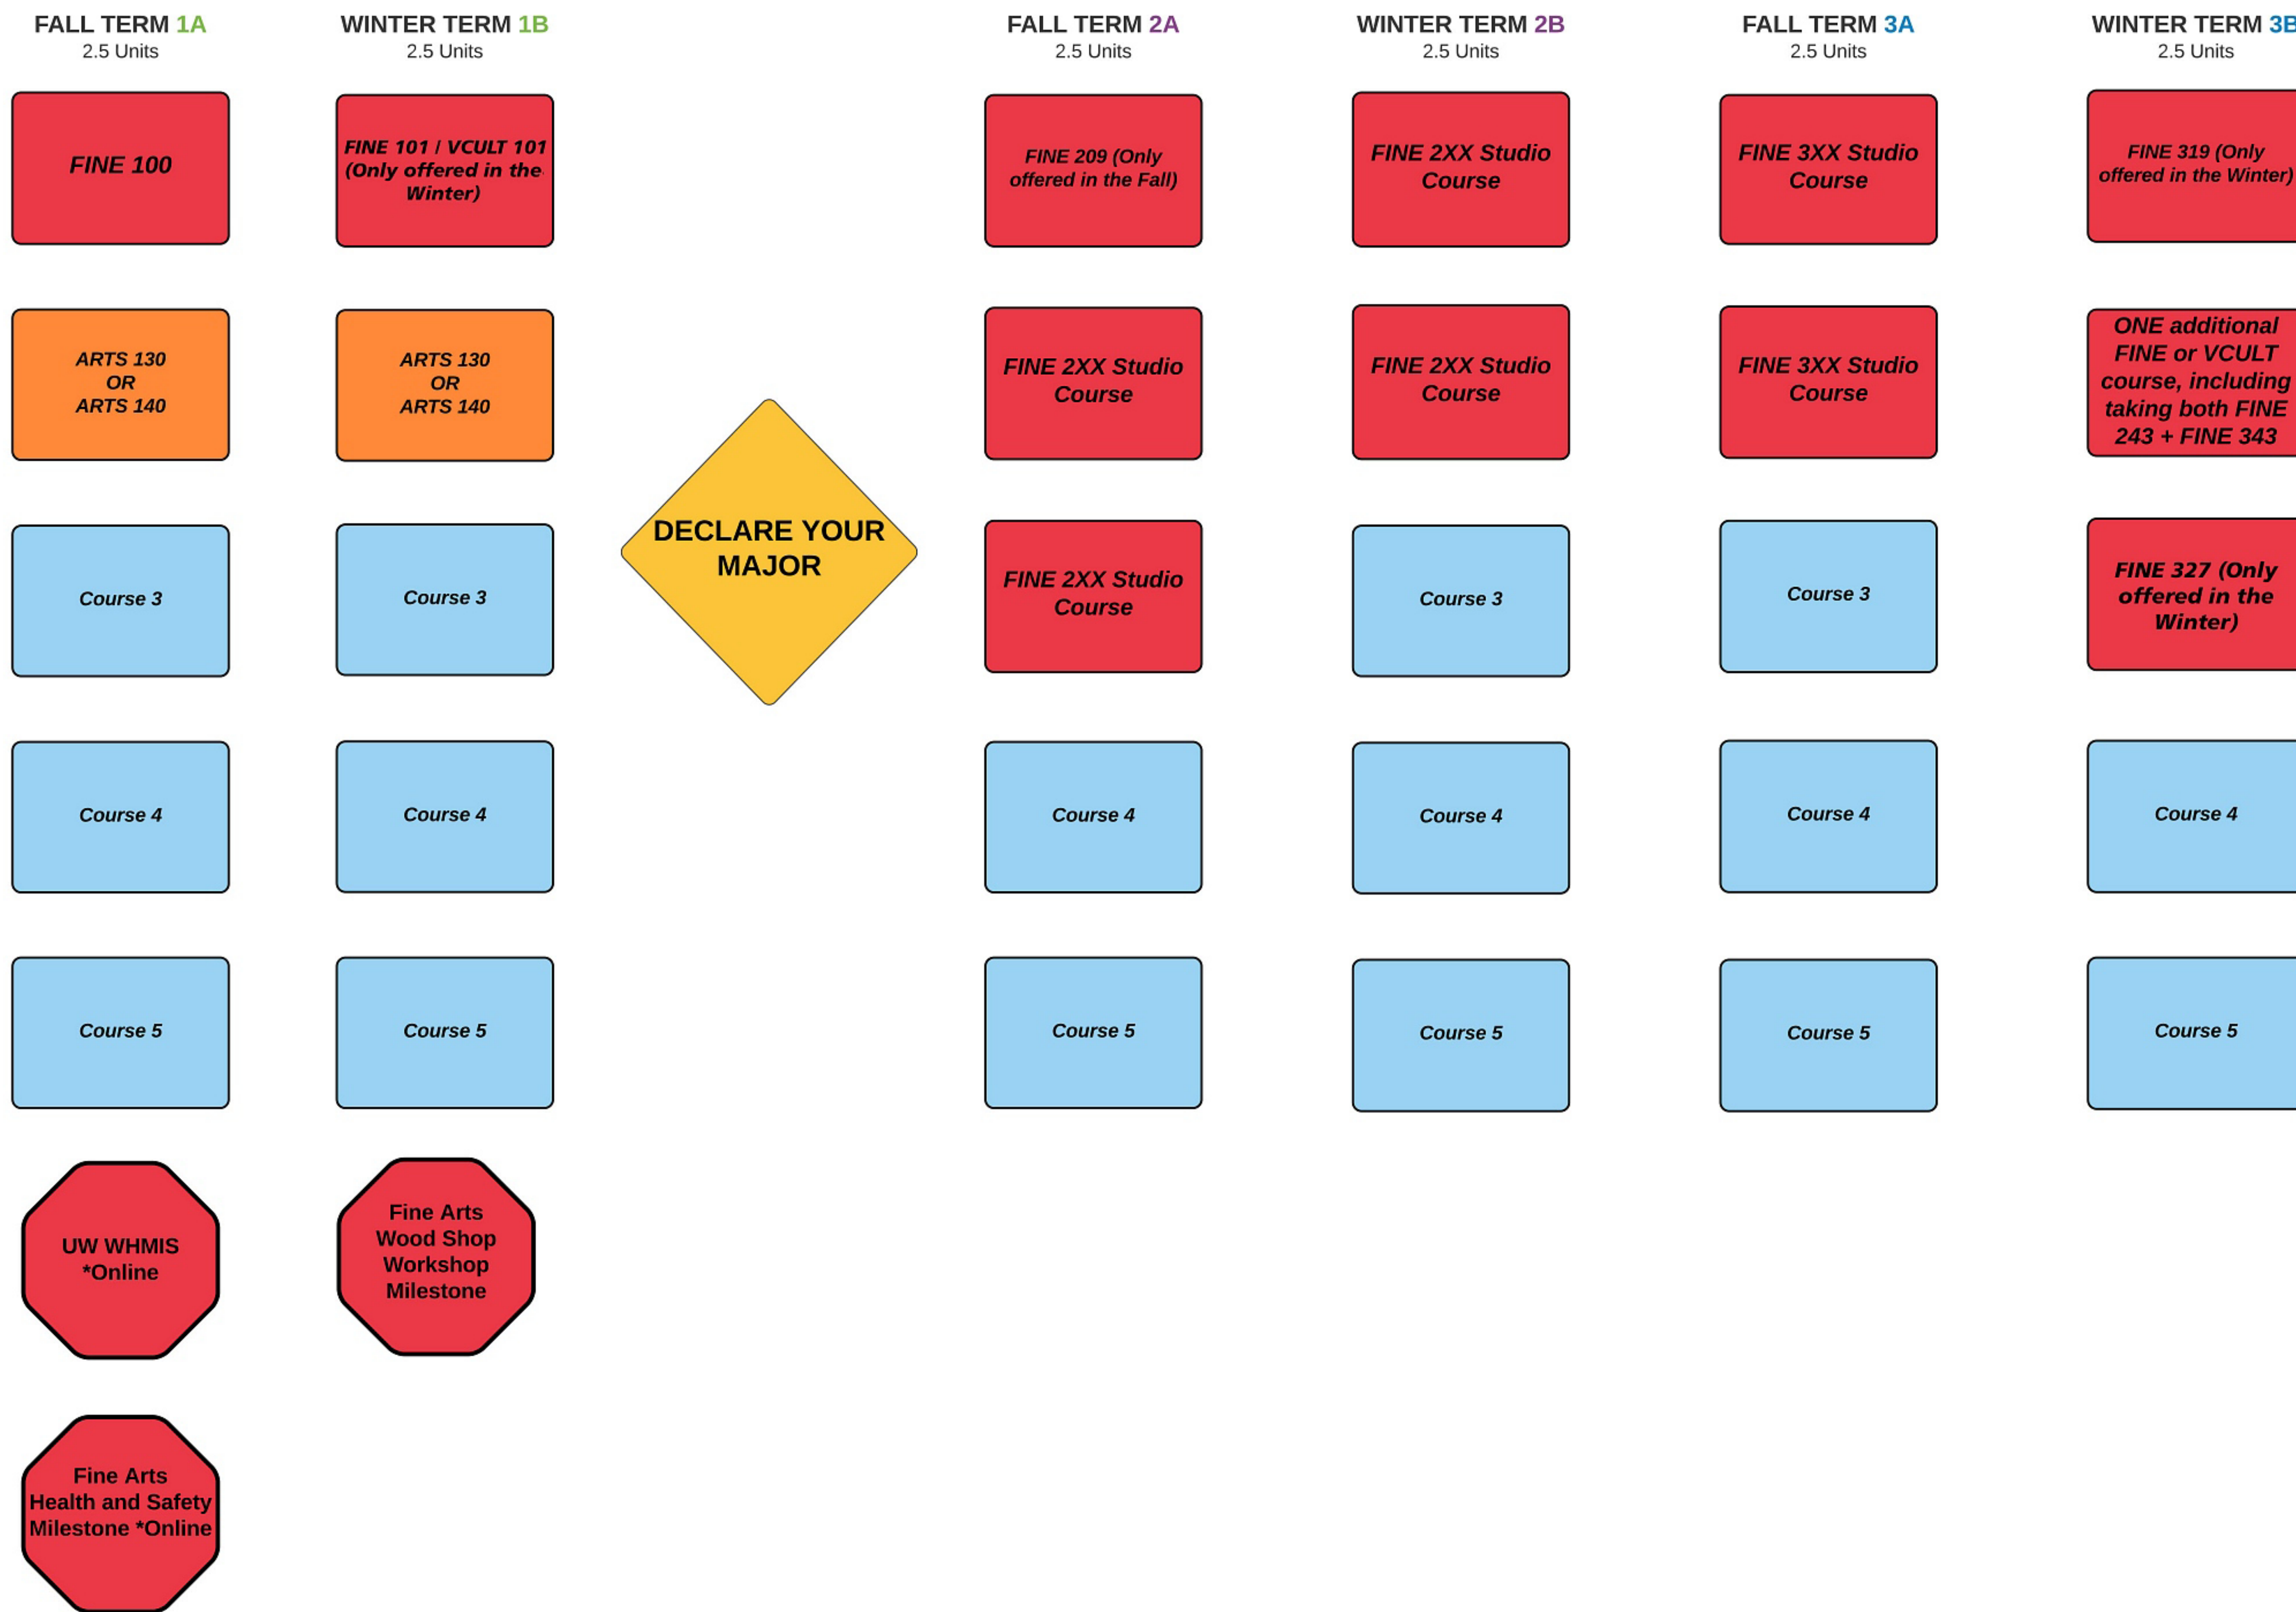 FALL TERM 1A
2.5 Units
WINTER TERM 1B
2.5 Units
FALL TERM 2A
2.5 Units
WINTER TERM 2B
2.5 Units
FALL TERM 3A
2.5 Units
WINTER TERM 3B
2.5 Units
FINE 100
FINE 101 / VCULT 101
(Only offered in the
Winter)
FINE 209 (Only
offered in the Fall)
FINE 2XX Studio
Course
FINE 3XX Studio
Course
FINE 319 (Only
offered in the Winter)
ARTS 130
OR
ARTS 140
ARTS 130
OR
ARTS 140
FINE 2XX Studio
Course
FINE 2XX Studio
Course
FINE 3XX Studio
Course
ONE additional
FINE or VCULT
course, including
taking both FINE
243 + FINE 343
Course 3
Course 3
DECLARE YOUR
MAJOR
FINE 2XX Studio
Course
Course 3
Course 3
FINE 327 (Only
offered in the
Winter)
Course 4
Course 4
Course 4
Course 4
Course 4
Course 4
Course 5
Course 5
Course 5
Course 5
Course 5
Course 5
UW WHMIS
*Online
Fine Arts
Wood Shop
Workshop
Milestone
Fine Arts
Health and Safety
Milestone *Online